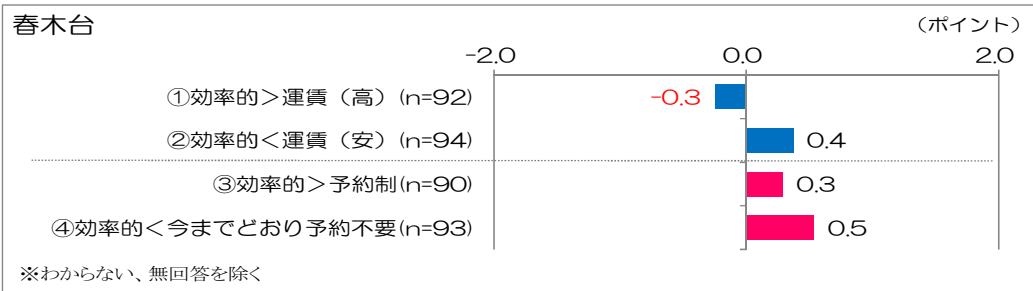 春木台
（ポイント）
-2.0 0.0 2.0
①効率的＞運賃（高）(n=92) -0.3
②効率的＜運賃（安）(n=94) 0.4
③効率的＞予約制(n=90) 0.3
④効率的＜今までどおり予約不要(n=93) 0.5
※わからない、無回答を除く